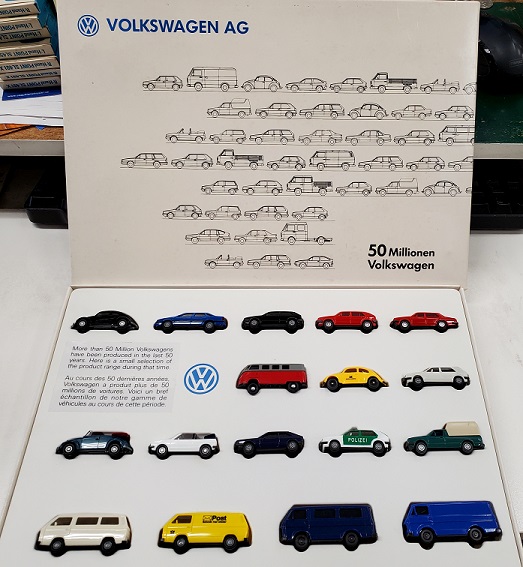 VOLKSWAGEN AG
50 Millionen
Volkswagen
More than 50 Million Volkswagens
have been produced in the last 50
years. Here is a small selection of
the product range during that time
Au cours des 50 dernières années,
Volkswagen à produit plus de 50
millions de voitures. Voici un bref
échantillon de notre gamme de
véhicules au cours de cette période.
POLIZEI
Post